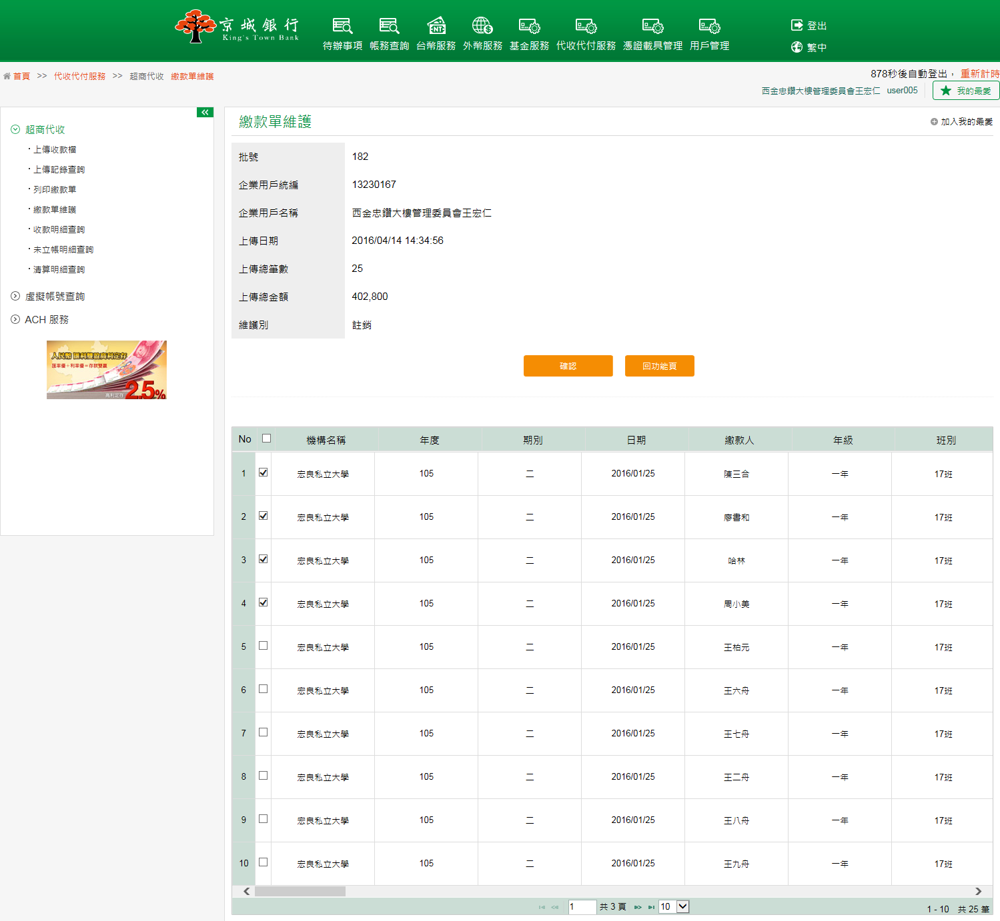 京城銀行
King's Town Bank
待辦事項 帳務查詢 台幣服務 外幣服務 基金服務 代收代付服務 憑證載具管理 用戶管理
登出
繁中
首頁 >> 代收代付服務 >> 超商代收 繳款單維護
878秒後自動登出， 重新計時
西金忠鑽大樓管理委員會王宏仁 user005 我的最愛
超商代收
・上傳收款檔
・上傳記錄查詢
・列印繳款單
・繳款單維護
・收款明細查詢
・未立帳明細查詢
・清算明細查詢
虛擬帳號查詢
ACH 服務
人民幣 匯利雙盈高利定存
匯率優＋利率優＝存款雙贏
高利定存 2.5%
繳款單維護
加入我的最愛
批號 182
企業用戶統編 13230167
企業用戶名稱 西金忠鑽大樓管理委員會王宏仁
上傳日期 2016/04/14 14:34:56
上傳總筆數 25
上傳總金額 402,800
維護別 註銷
確認 回功能頁
No 機構名稱 年度 期別 日期 繳款人 年級 班別
1 宏良私立大學 105 二 2016/01/25 陳三合 一年 17班
2 宏良私立大學 105 二 2016/01/25 廖書和 一年 17班
3 宏良私立大學 105 二 2016/01/25 哈林 一年 17班
4 宏良私立大學 105 二 2016/01/25 周小美 一年 17班
5 宏良私立大學 105 二 2016/01/25 王柏元 一年 17班
6 宏良私立大學 105 二 2016/01/25 王六舟 一年 17班
7 宏良私立大學 105 二 2016/01/25 王七舟 一年 17班
8 宏良私立大學 105 二 2016/01/25 王二舟 一年 17班
9 宏良私立大學 105 二 2016/01/25 王八舟 一年 17班
10 宏良私立大學 105 二 2016/01/25 王九舟 一年 17班
1 共 3 頁 10
1 - 10 共 25 筆